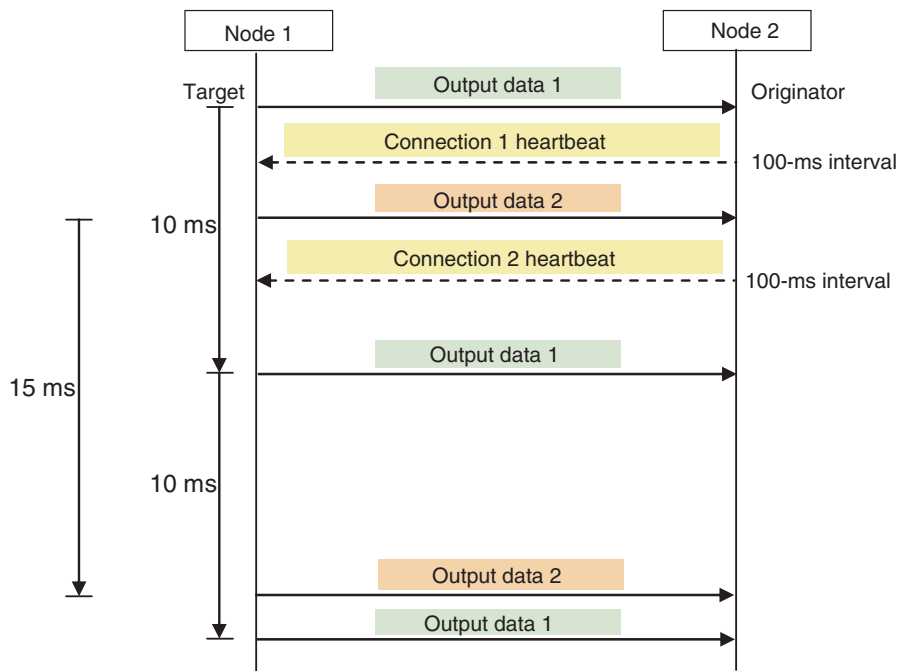 Node 1
Node 2
Target
Output data 1
Originator
Connection 1 heartbeat
100-ms interval
Output data 2
10 ms
Connection 2 heartbeat
100-ms interval
Output data 1
15 ms
10 ms
Output data 2
Output data 1